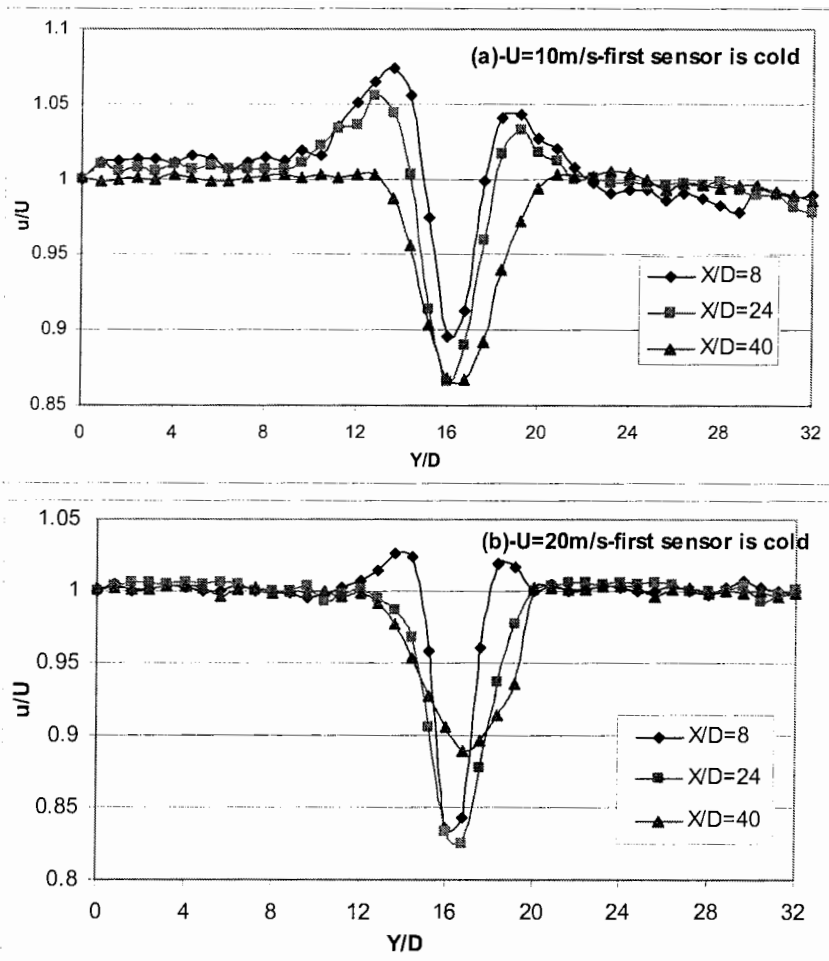 (a)-U=10m/s-first sensor is cold
1.1
1.05
1
0.95
0.9
0.85
u/U
0 4 8 12 16 20 24 28 32
Y/D
X/D=8
X/D=24
X/D=40
(b)-U=20m/s-first sensor is cold
1.05
1
0.95
0.9
0.85
0.8
u/U
0 4 8 12 16 20 24 28 32
Y/D
X/D=8
X/D=24
X/D=40